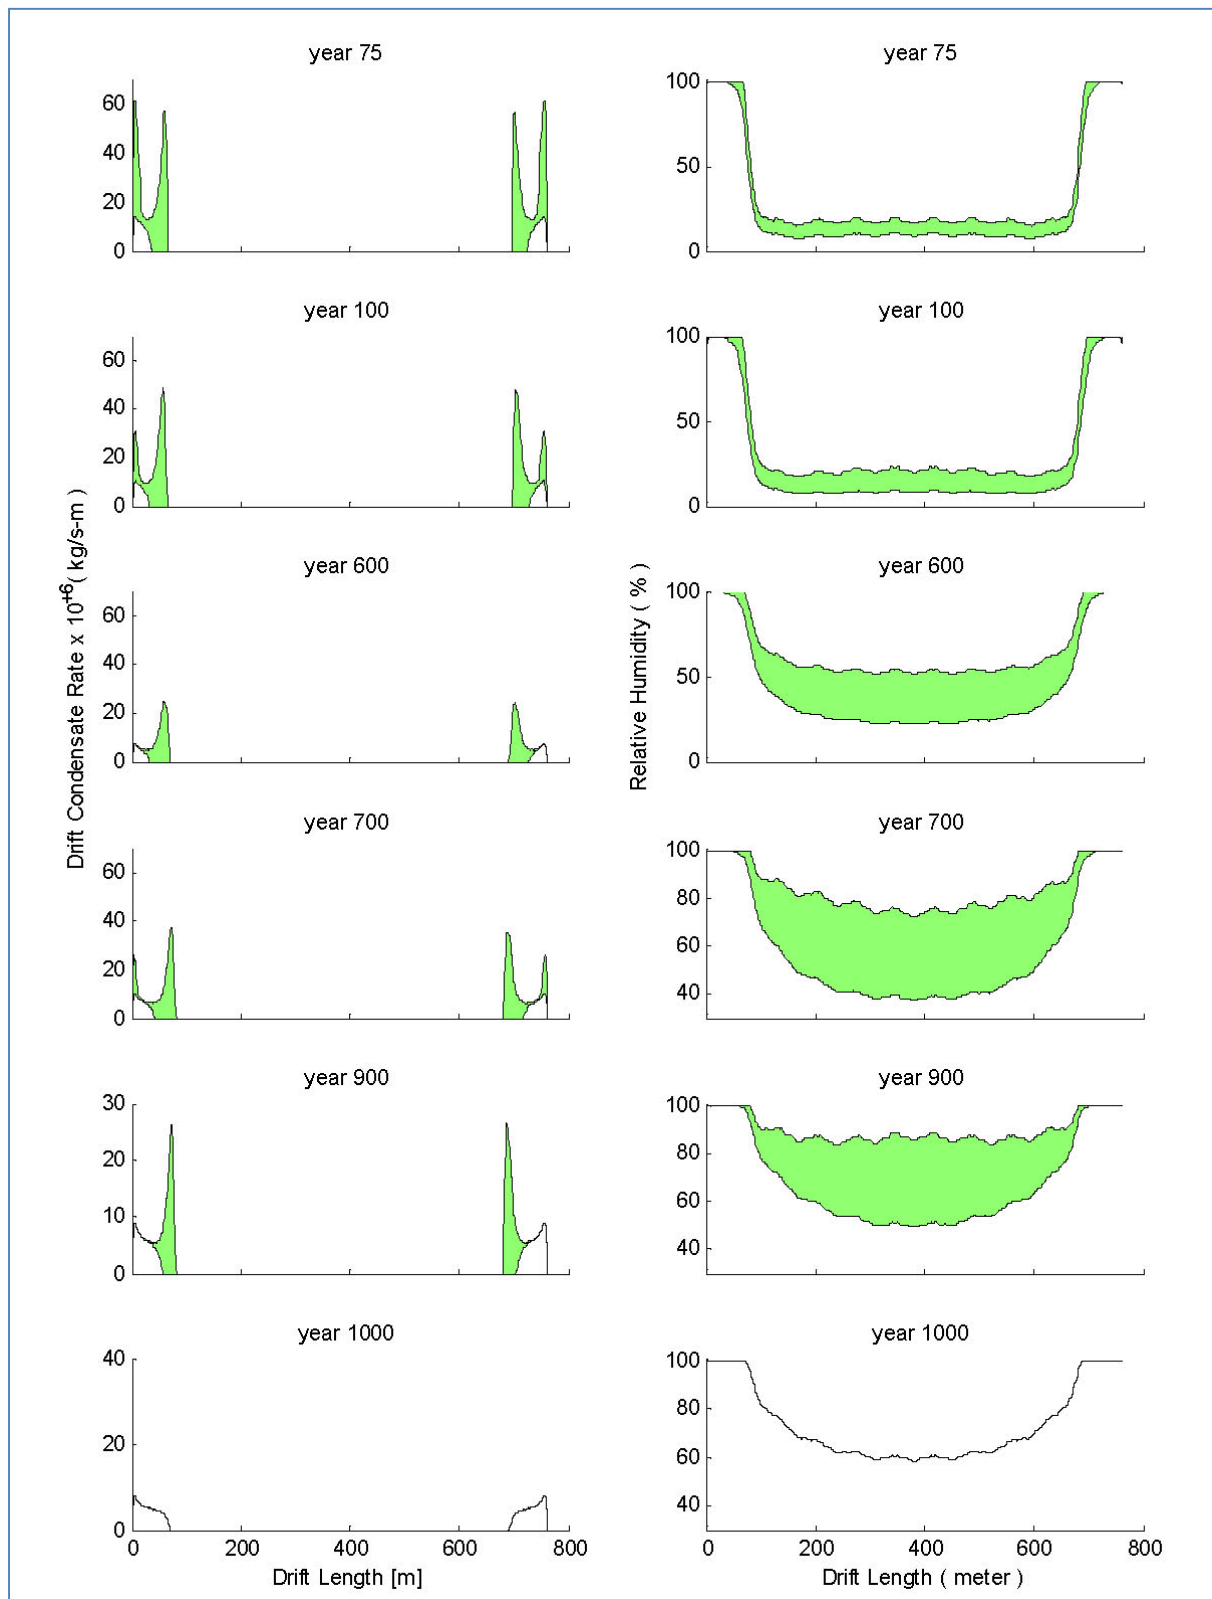 year 75
60
40
20
0
year 75
100
50
0
year 100
60
40
20
0
year 100
100
50
0
Drift Condensate Rate x 10⁺⁶( kg/s-m )
Relative Humidity ( % )
year 600
60
40
20
0
year 600
100
50
0
year 700
60
40
20
0
year 700
100
80
60
40
year 900
30
20
10
0
year 900
100
80
60
40
year 1000
40
20
0
0 200 400 600 800
Drift Length [m]
year 1000
100
80
60
40
0 200 400 600 800
Drift Length ( meter )